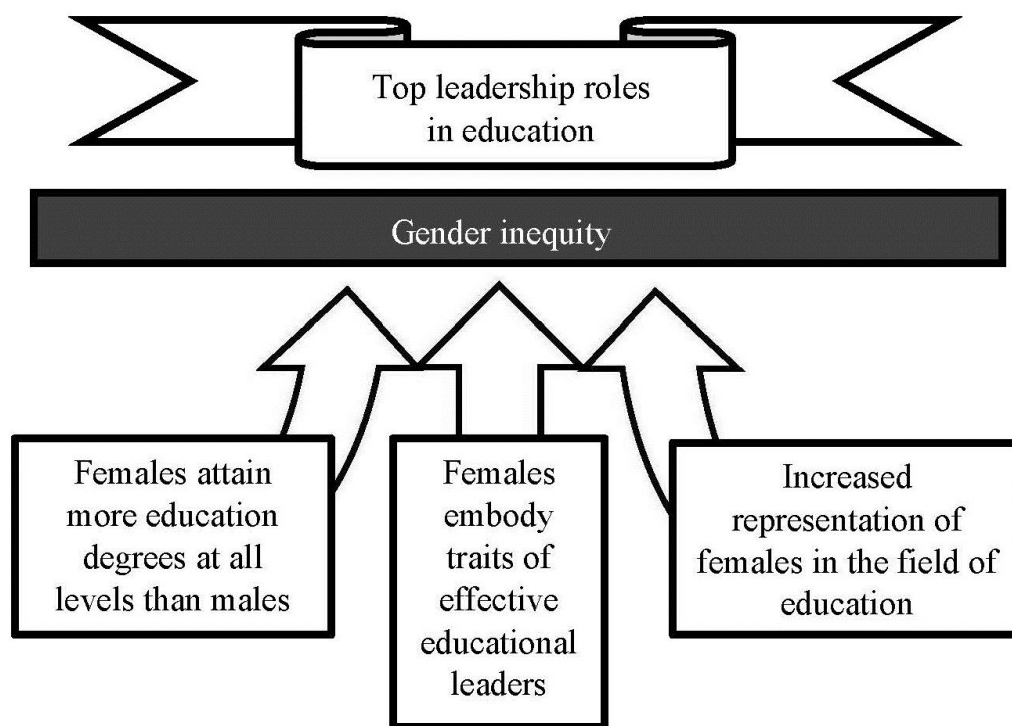 Top leadership roles
in education
Gender inequity
Females attain
more education
degrees at all
levels than males
Females
embody
traits of
effective
educational
leaders
Increased
representation of
females in the field of
education